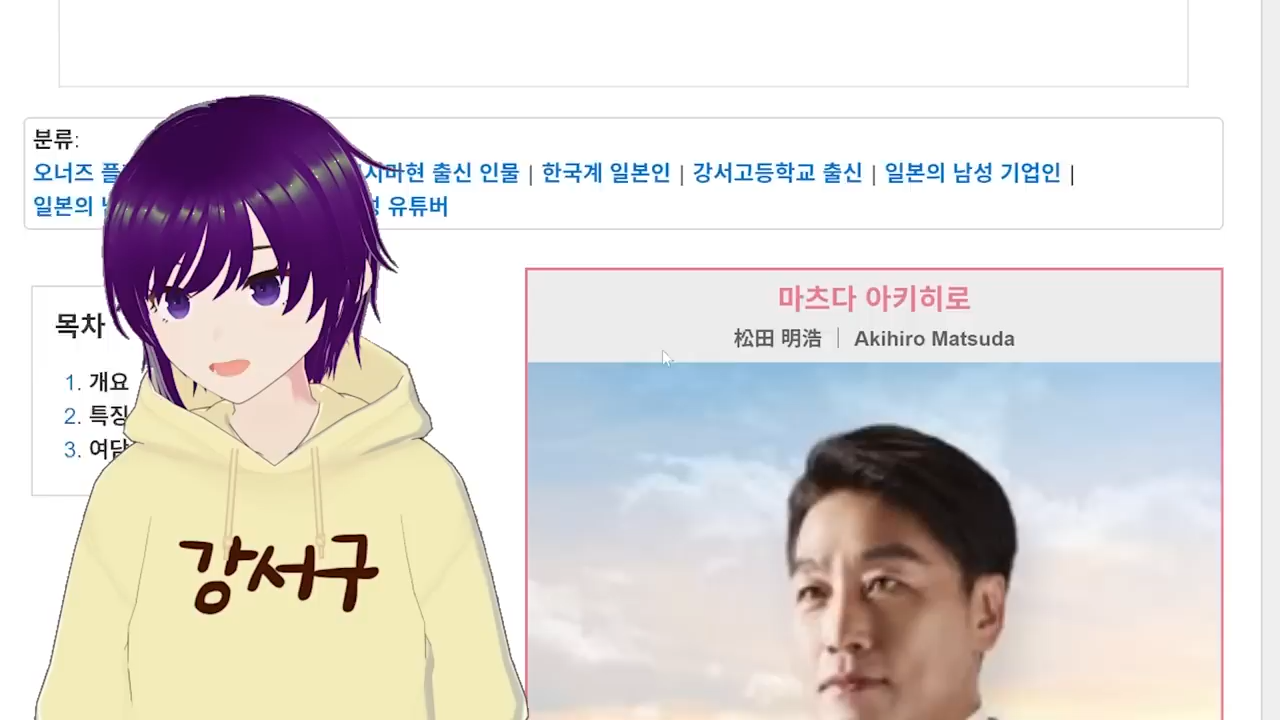 분류:
오너즈 시마현 출신 인물 | 한국계 일본인 | 강서고등학교 출신 | 일본의 남성 기업인 |
일본의 유튜버
마츠다 아키히로
松田 明浩 | Akihiro Matsuda
목차
1. 개요
2. 특징
3. 여담
강서구